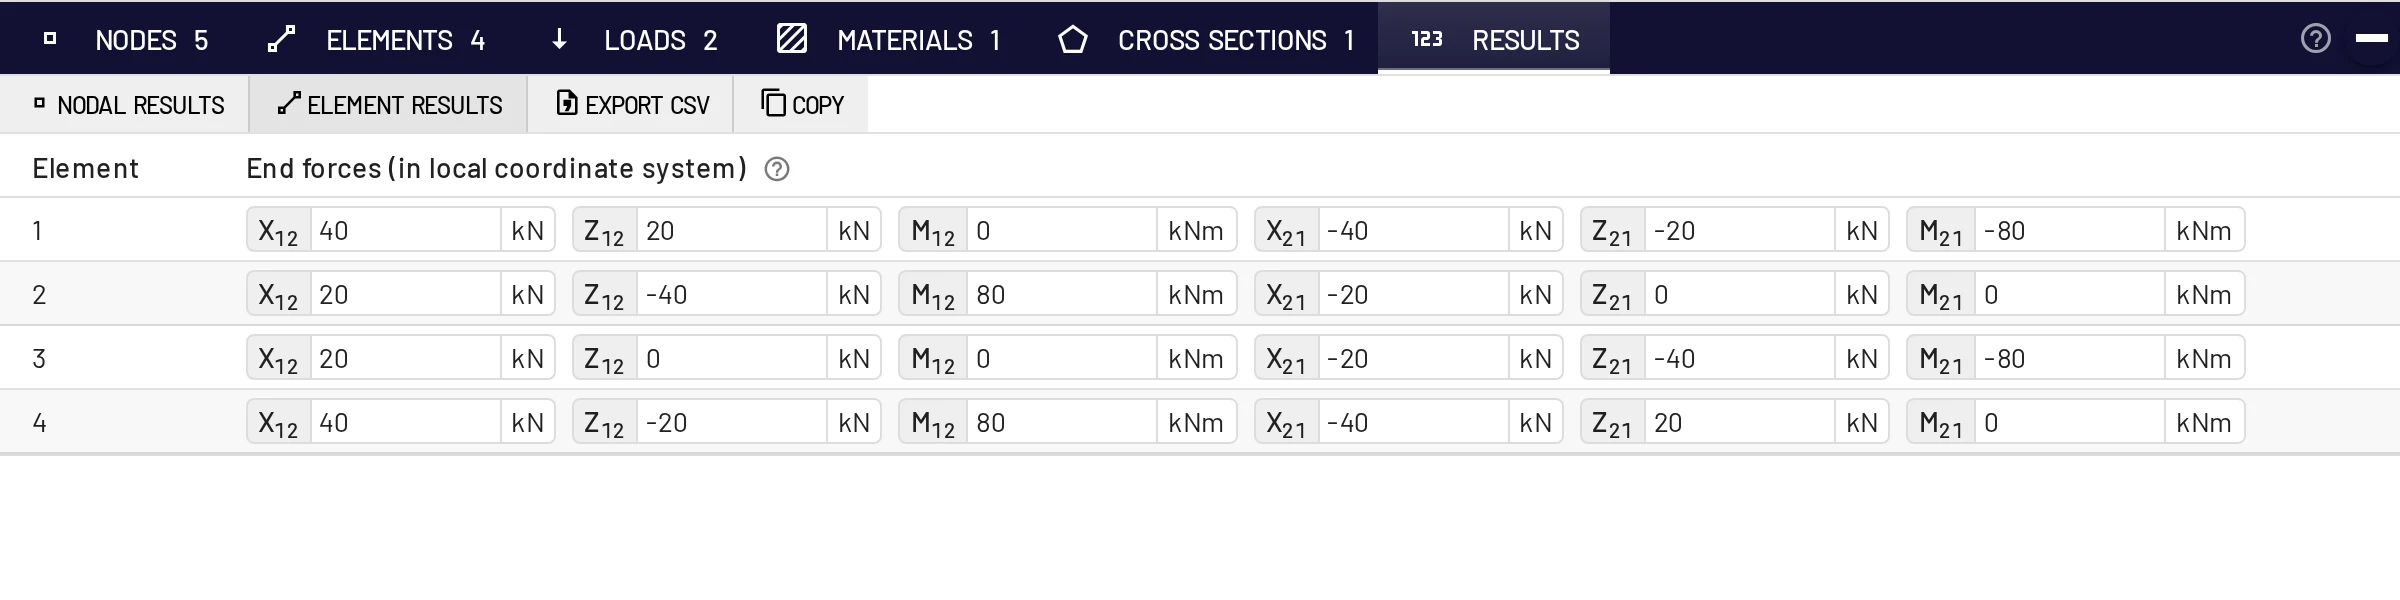 NODES 5 ELEMENTS 4 LOADS 2 MATERIALS 1 CROSS SECTIONS 1 123 RESULTS ?
NODAL RESULTS ELEMENT RESULTS EXPORT CSV COPY
Element End forces (in local coordinate system) ?
1 X12 40 kN Z12 20 kN M12 0 kNm X21 -40 kN Z21 -20 kN M21 -80 kNm
2 X12 20 kN Z12 -40 kN M12 80 kNm X21 -20 kN Z21 0 kN M21 0 kNm
3 X12 20 kN Z12 0 kN M12 0 kNm X21 -20 kN Z21 -40 kN M21 -80 kNm
4 X12 40 kN Z12 -20 kN M12 80 kNm X21 -40 kN Z21 20 kN M21 0 kNm